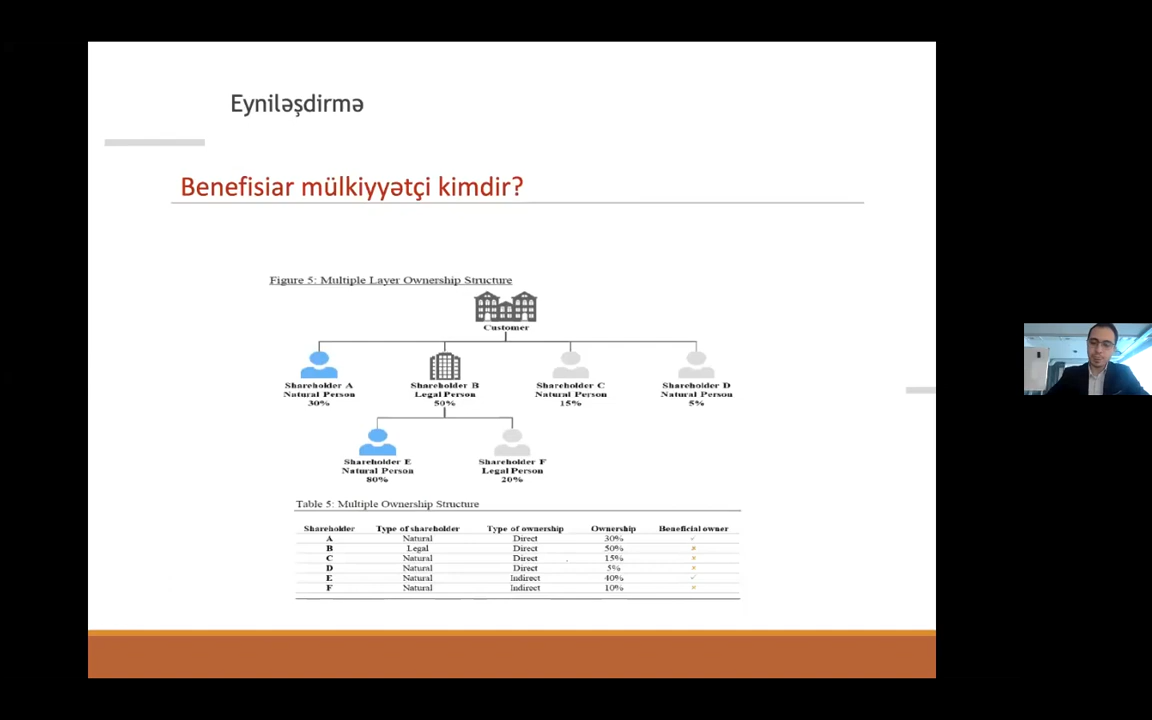 Eyniləşdirmə
Benefisiar mülkiyyətçi kimdir?
Figure 5: Multiple Layer Ownership Structure
Customer
Shareholder A
Natural Person
30%
Shareholder B
Legal Person
50%
Shareholder C
Natural Person
15%
Shareholder D
Natural Person
5%
Shareholder E
Natural Person
80%
Shareholder F
Legal Person
20%
Table 5: Multiple Ownership Structure
Shareholder Type of shareholder Type of ownership Ownership Beneficial owner
A Natural Direct 30% ✓
B Legal Direct 50% ×
C Natural Direct 15% ×
D Natural Direct 5% ×
E Natural Indirect 40% ✓
F Natural Indirect 10% ×